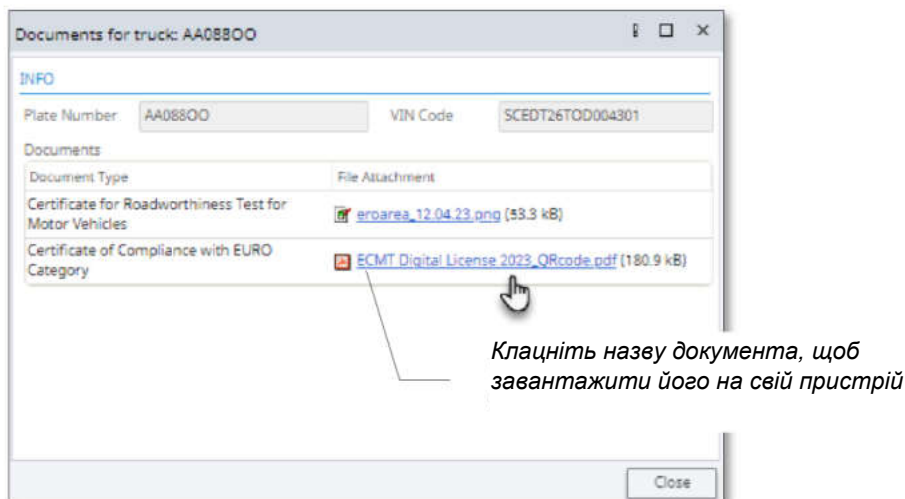 Documents for truck: AA088OO
INFO
Plate Number AA088OO VIN Code SCEDT26TOD004301
Documents
Document Type File Attachment
Certificate for Roadworthiness Test for
Motor Vehicles
eroarea_12.04.23.png (53.3 kB)
Certificate of Compliance with EURO
Category
ECMT Digital License 2023_QRcode.pdf (180.9 kB)
Клацніть назву документа, щоб
завантажити його на свій пристрій
Close